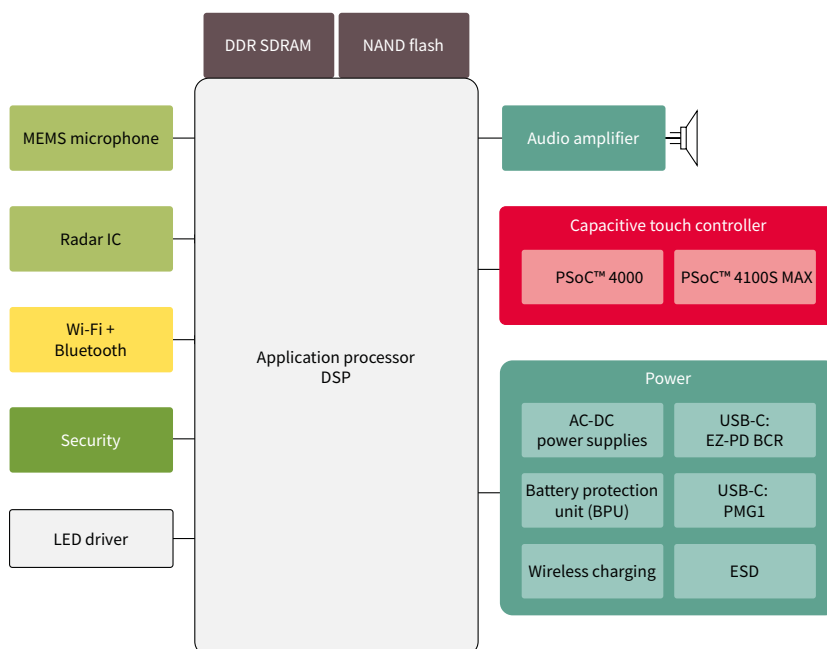 DDR SDRAM
NAND flash
MEMS microphone
Radar IC
Wi-Fi +
Bluetooth
Security
LED driver
Application processor
DSP
Audio amplifier
Capacitive touch controller
PSoC™ 4000
PSoC™ 4100S MAX
Power
AC-DC
power supplies
USB-C:
EZ-PD BCR
Battery protection
unit (BPU)
USB-C:
PMG1
Wireless charging
ESD